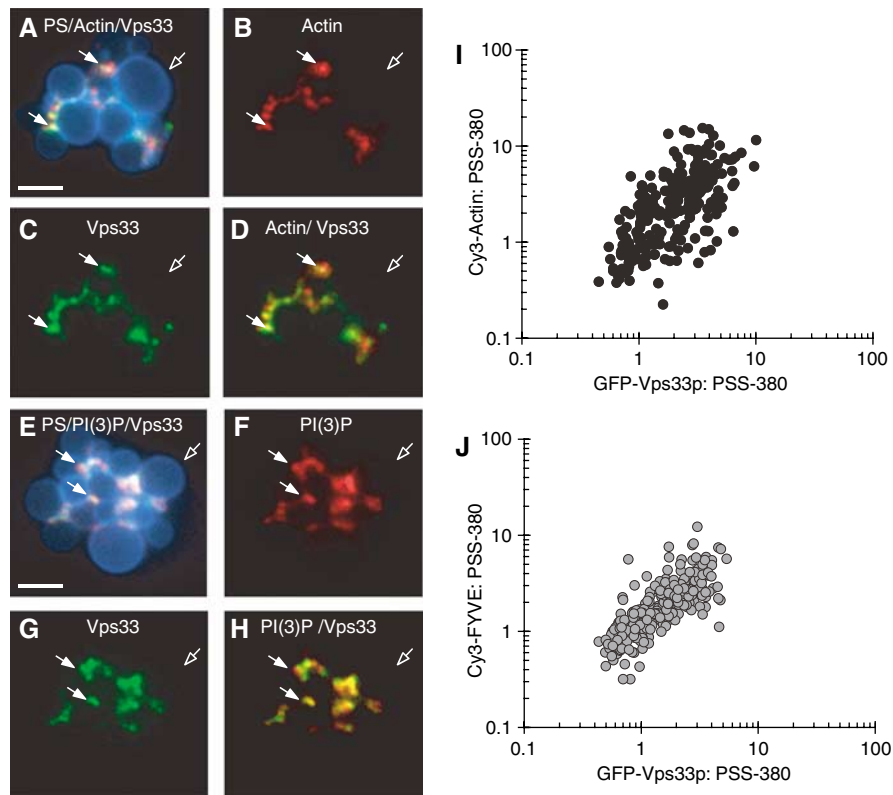 A PS/Actin/Vps33
B Actin
C Vps33
D Actin/ Vps33
E PS/PI(3)P/Vps33
F PI(3)P
G Vps33
H PI(3)P /Vps33
I
100
10
1
0.1
0.1 1 10 100
Cy3-Actin: PSS-380
GFP-Vps33p: PSS-380
J
100
10
1
0.1
0.1 1 10 100
Cy3-FYVE: PSS-380
GFP-Vps33p: PSS-380